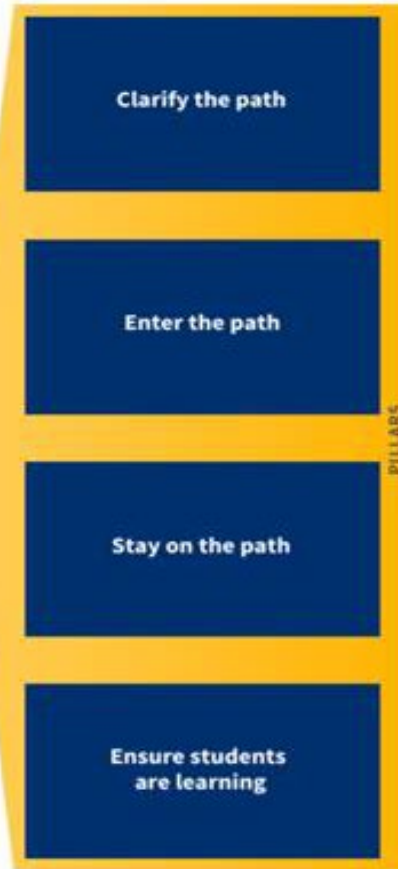 Clarify the path
Enter the path
PILLARS
Stay on the path
Ensure students
are learning